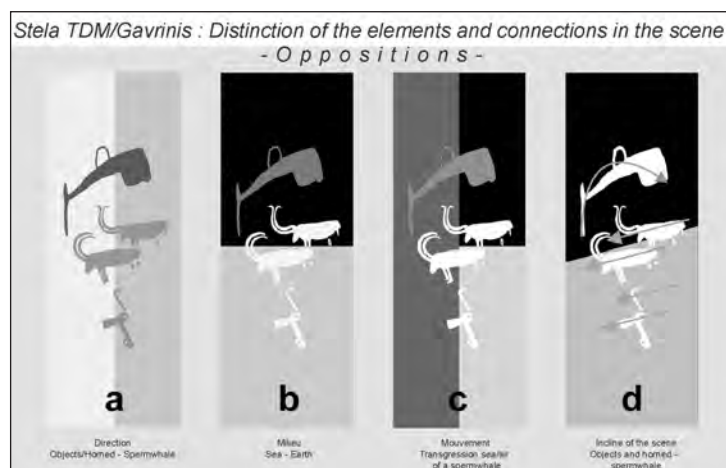 Stela TDM/Gavrinis : Distinction of the elements and connections in the scene
- O p p o s i t i o n s -
a
b
c
d
Direction
Objects/Horned - Spermwhale
Milieu
Sea - Earth
Mouvement
Transgression sea/air
of a spermwhale
Incline of the scene
Objects and horned -
spermwhale